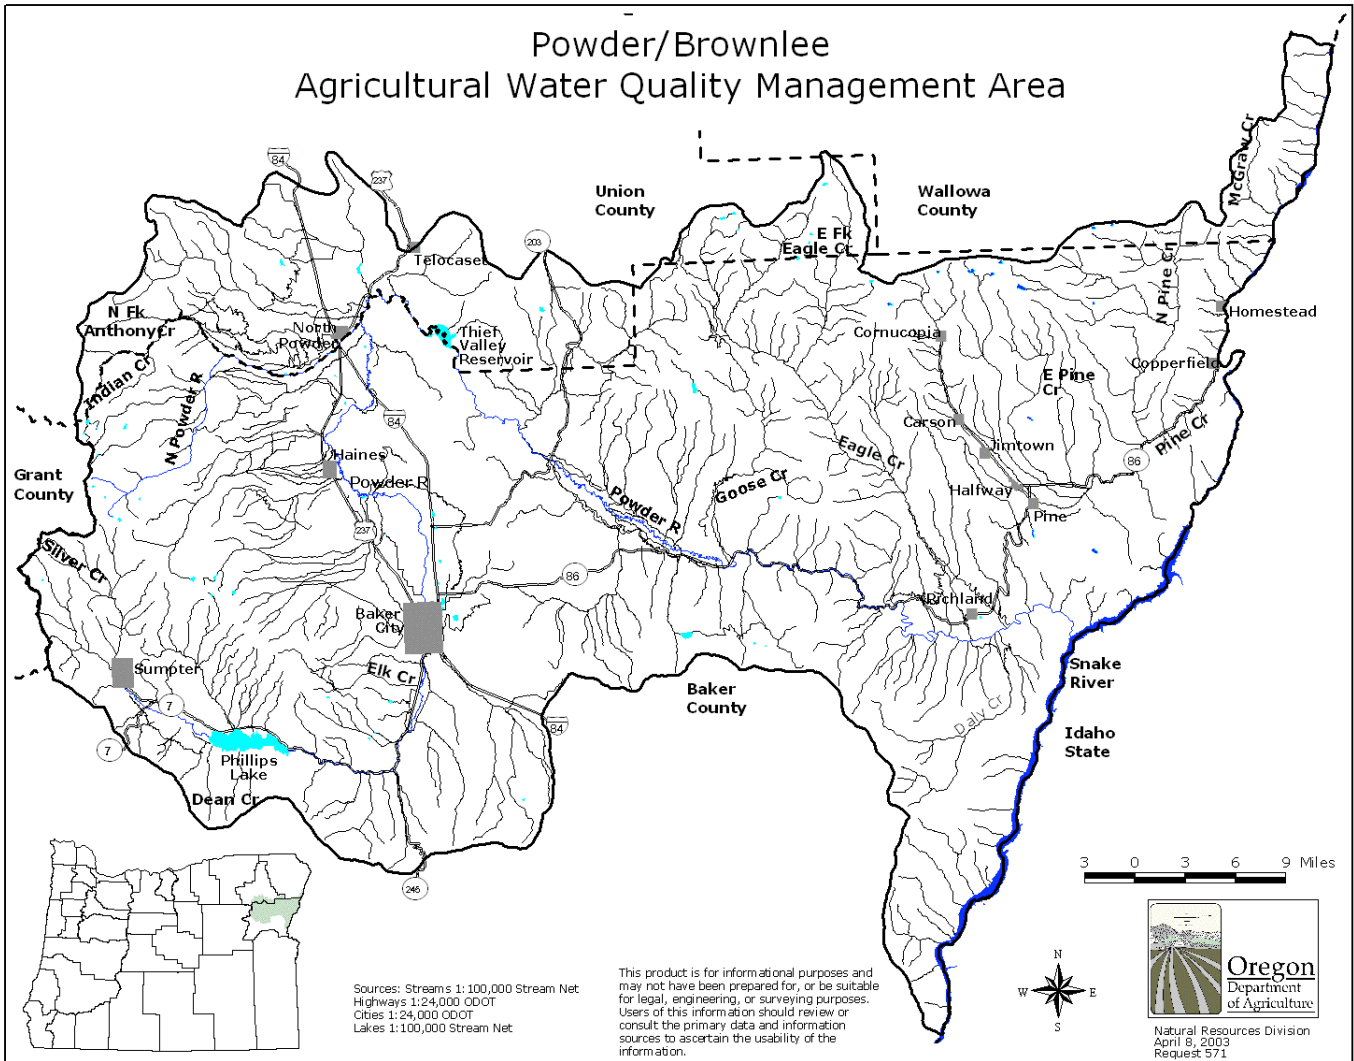 Powder/Brownlee
Agricultural Water Quality Management Area
84
237
Union
County
Wallowa
County
McGraw Cr
203
E Fk
Eagle Cr
Telocaset
N Pine Cr
N Fk
Anthony Cr
North
Powder
Thief
Valley
Reservoir
Homestead
Cornucopia
Copperfield
Indian Cr
N Powder R
E Pine
Cr
84
Carson
Jimtown
Pine Cr
86
Haines
Eagle Cr
Grant
County
Powder R
Goose Cr
Halfway
Powder R
Pine
237
Silver Cr
86
Baker
City
Richland
Sumpter
Elk Cr
Snake
River
Baker
County
7
84
Daly Cr
Idaho
State
7
Phillips
Lake
Dean Cr
3 0 3 6 9 Miles
245
Oregon
Department
of Agriculture
N
W E
S
Sources: Streams 1:100,000 Stream Net
Highways 1:24,000 ODOT
Cities 1:24,000 ODOT
Lakes 1:100,000 Stream Net
This product is for informational purposes and
may not have been prepared for, or be suitable
for legal, engineering, or surveying purposes.
Users of this information should review or
consult the primary data and information
sources to ascertain the usability of the
information.
Natural Resources Division
April 8, 2003
Request 571